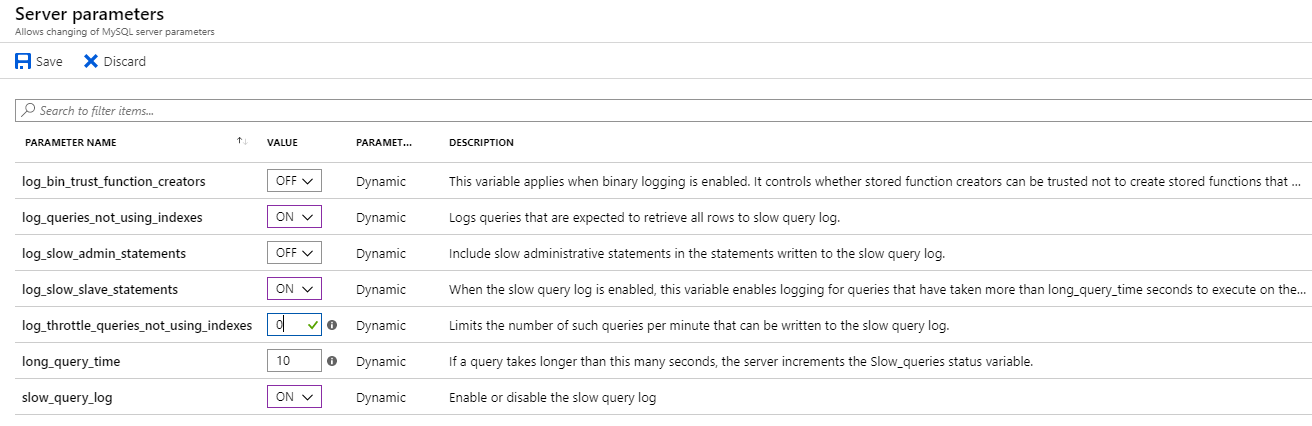 Server parameters
Allows changing of MySQL server parameters
Save Discard
Search to filter items...
PARAMETER NAME VALUE PARAMET... DESCRIPTION
log_bin_trust_function_creators OFF Dynamic This variable applies when binary logging is enabled. It controls whether stored function creators can be trusted not to create stored functions that ...
log_queries_not_using_indexes ON Dynamic Logs queries that are expected to retrieve all rows to slow query log.
log_slow_admin_statements OFF Dynamic Include slow administrative statements in the statements written to the slow query log.
log_slow_slave_statements ON Dynamic When the slow query log is enabled, this variable enables logging for queries that have taken more than long_query_time seconds to execute on the...
log_throttle_queries_not_using_indexes 0 Dynamic Limits the number of such queries per minute that can be written to the slow query log.
long_query_time 10 Dynamic If a query takes longer than this many seconds, the server increments the Slow_queries status variable.
slow_query_log ON Dynamic Enable or disable the slow query log